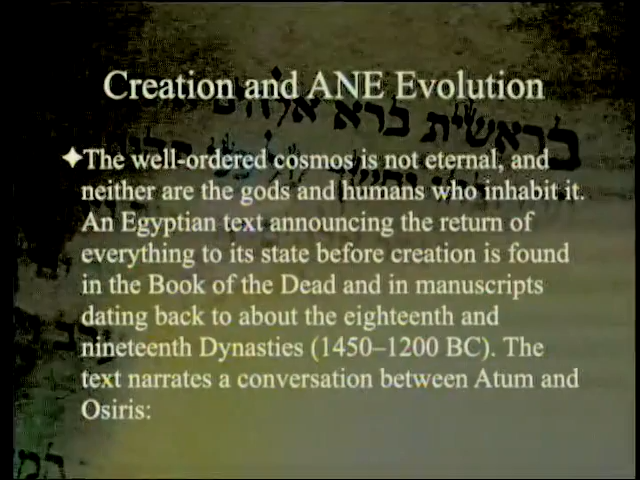 Creation and ANE Evolution
בראשית ברא אלהים
✦The well-ordered cosmos is not eternal, and
neither are the gods and humans who inhabit it.
An Egyptian text announcing the return of
everything to its state before creation is found
in the Book of the Dead and in manuscripts
dating back to about the eighteenth and
nineteenth Dynasties (1450–1200 BC). The
text narrates a conversation between Atum and
Osiris: